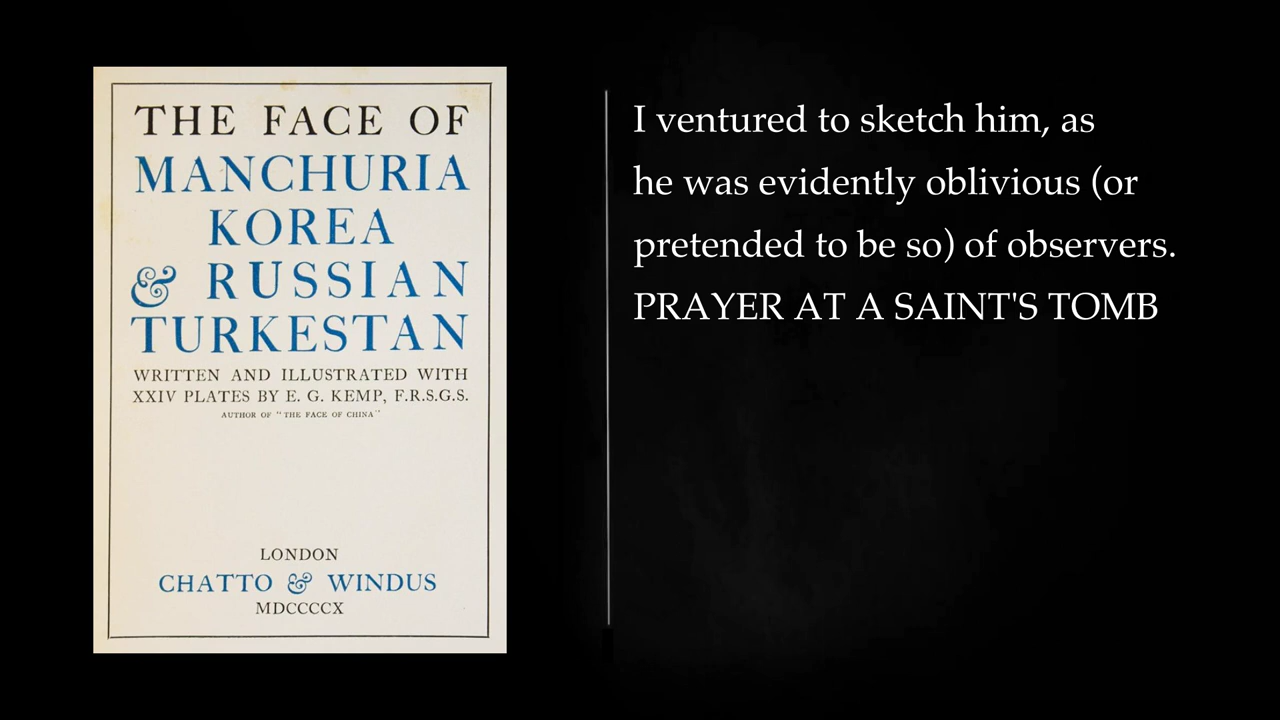 THE FACE OF
MANCHURIA
KOREA
& RUSSIAN
TURKESTAN
WRITTEN AND ILLUSTRATED WITH
XXIV PLATES BY E. G. KEMP, F.R.S.G.S.
AUTHOR OF "THE FACE OF CHINA"
LONDON
CHATTO & WINDUS
MDCCCCX
I ventured to sketch him, as
he was evidently oblivious (or
pretended to be so) of observers.
PRAYER AT A SAINT'S TOMB